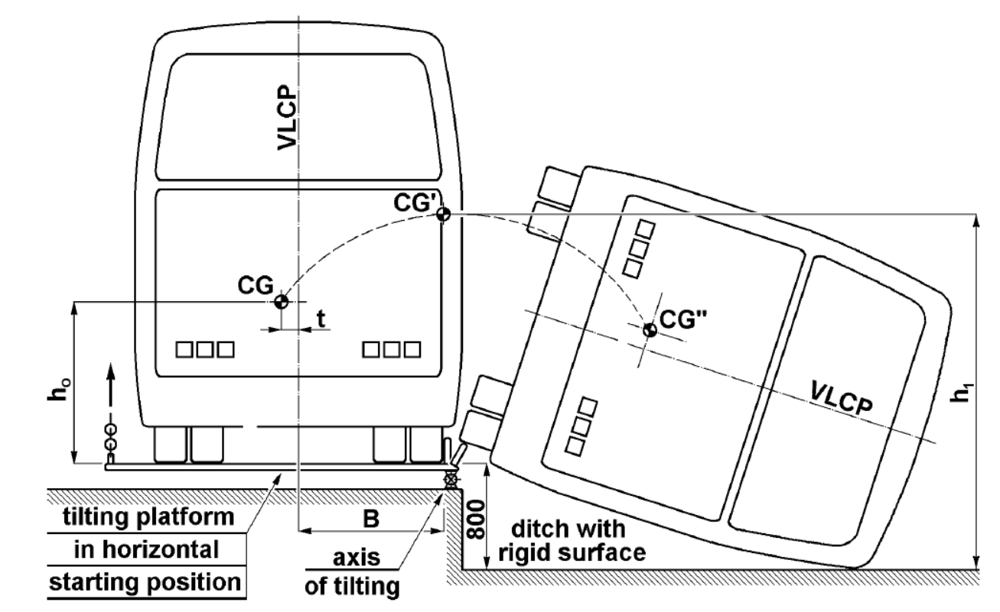 VLCP
CG'
CG
t
CG"
h₀
h₁
VLCP
tilting platform
in horizontal
starting position
B
axis
of tilting
800
ditch with
rigid surface